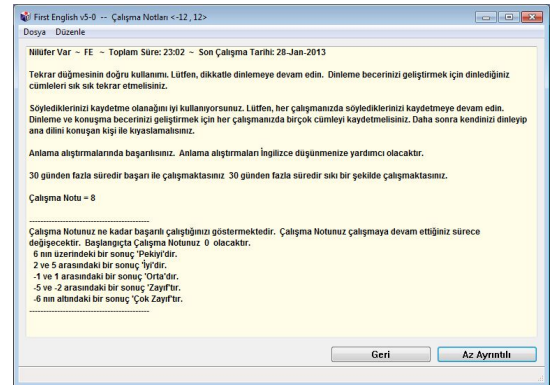 First English v5-0 -- Çalışma Notları <-12 , 12>
Dosya Düzenle
Nilüfer Var ~ FE ~ Toplam Süre: 23:02 ~ Son Çalışma Tarihi: 28-Jan-2013
Tekrar düğmesinin doğru kullanımı. Lütfen, dikkatle dinlemeye devam edin. Dinleme becerinizi geliştirmek için dinlediğiniz
cümleleri sık sık tekrar etmelisiniz.
Söylediklerinizi kaydetme olanağını iyi kullanıyorsunuz. Lütfen, her çalışmanızda söylediklerinizi kaydetmeye devam edin.
Dinleme ve konuşma becerinizi geliştirmek için her çalışmanızda birçok cümleyi kaydetmelisiniz. Daha sonra kendinizi dinleyip
ana dilini konuşan kişi ile kıyaslamalısınız.
Anlama alıştırmalarında başarılısınız. Anlama alıştırmaları İngilizce düşünmenize yardımcı olacaktır.
30 günden fazla süredir başarı ile çalışmaktasınız 30 günden fazla süredir sıkı bir şekilde çalışmaktasınız.
Çalışma Notu = 8
------------------------------------------
Çalışma Notunuz ne kadar başarılı çalıştığınızı göstermektedir. Çalışma Notunuz çalışmaya devam ettiğiniz sürece
değişecektir. Başlangıçta Çalışma Notunuz 0 olacaktır.
6 nın üzerindeki bir sonuç 'Pekiyi'dir.
2 ve 5 arasındaki bir sonuç 'İyi'dir.
-1 ve 1 arasındaki bir sonuç 'Orta'dır.
-5 ve -2 arasındaki bir sonuç 'Zayıf'tır.
-6 nın altındaki bir sonuç 'Çok Zayıf'tır.
------------------------------------------
Geri
Az Ayrıntılı